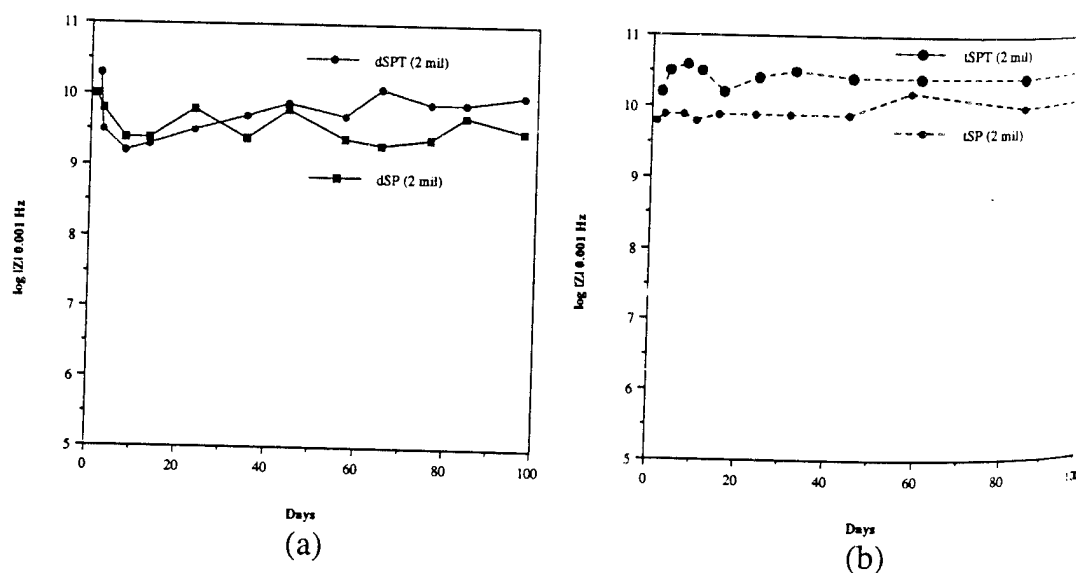 11
10
9
8
7
6
5
log |Z| 0.001 Hz
dSPT (2 mil)
dSP (2 mil)
0 20 40 60 80 100
Days
(a)
11
10
9
8
7
6
5
log |Z| 0.001 Hz
tSPT (2 mil)
tSP (2 mil)
0 20 40 60 80
Days
(b)